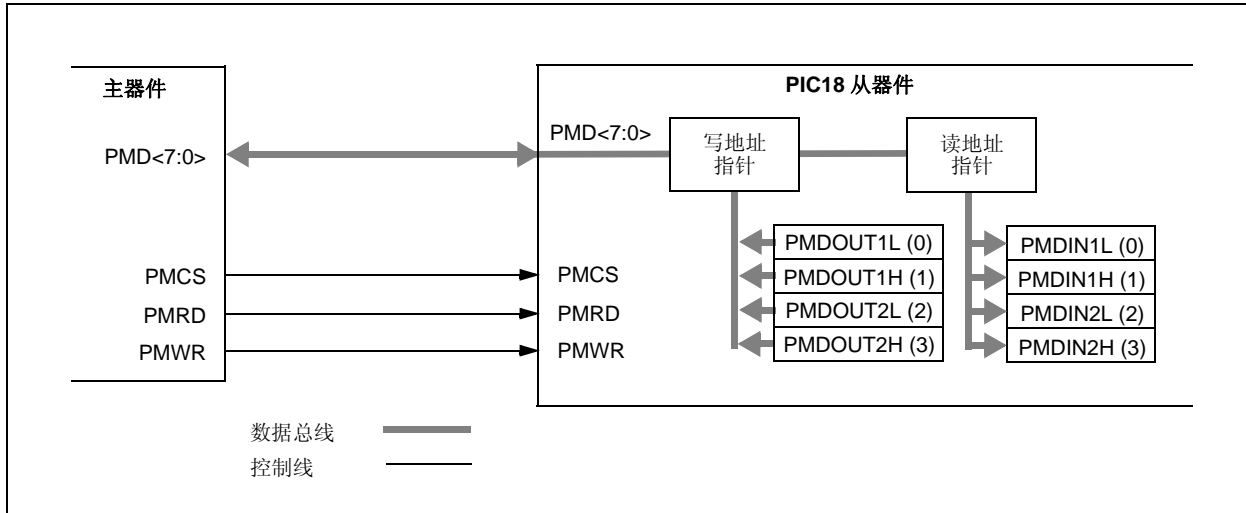 主器件
PMD<7:0>
PMCS
PMRD
PMWR
PIC18 从器件
PMD<7:0>
写地址
指针
读地址
指针
PMDOUT1L (0)
PMDOUT1H (1)
PMDOUT2L (2)
PMDOUT2H (3)
PMDIN1L (0)
PMDIN1H (1)
PMDIN2L (2)
PMDIN2H (3)
PMCS
PMRD
PMWR
数据总线
控制线